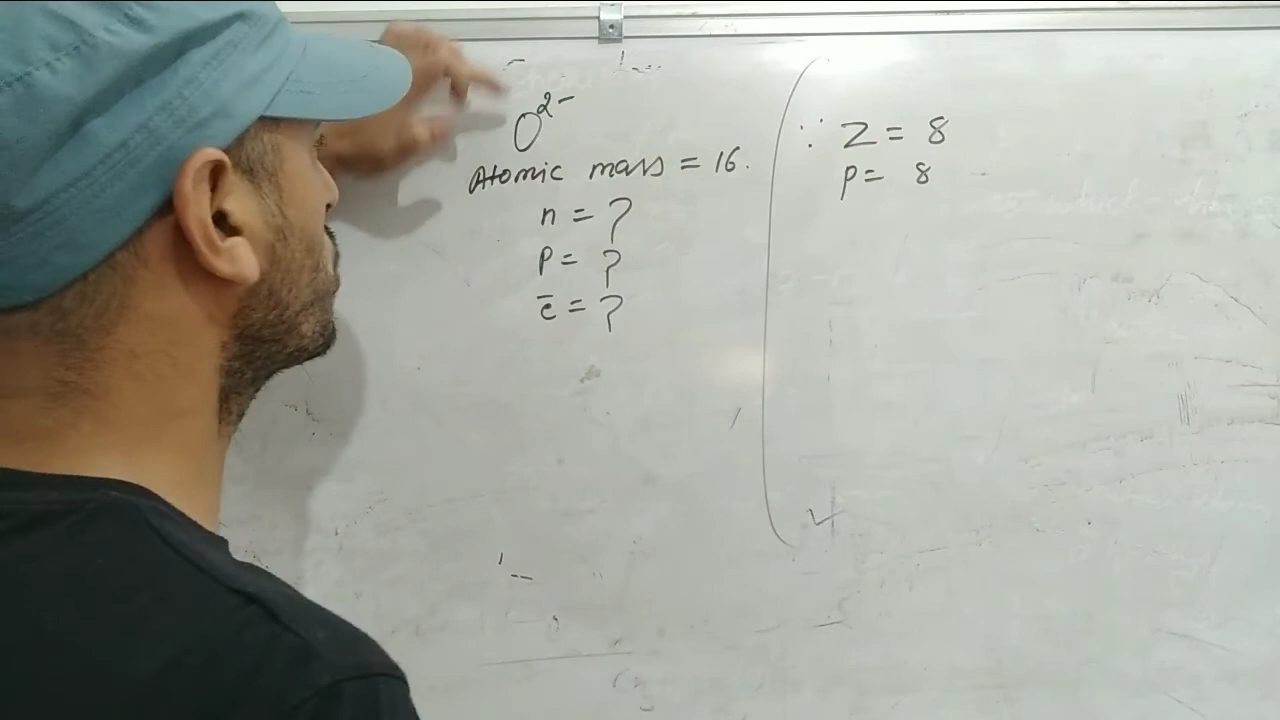 O²⁻
Atomic mass = 16.
n = ?
p = ?
e̅ = ?
∵ Z = 8
p = 8